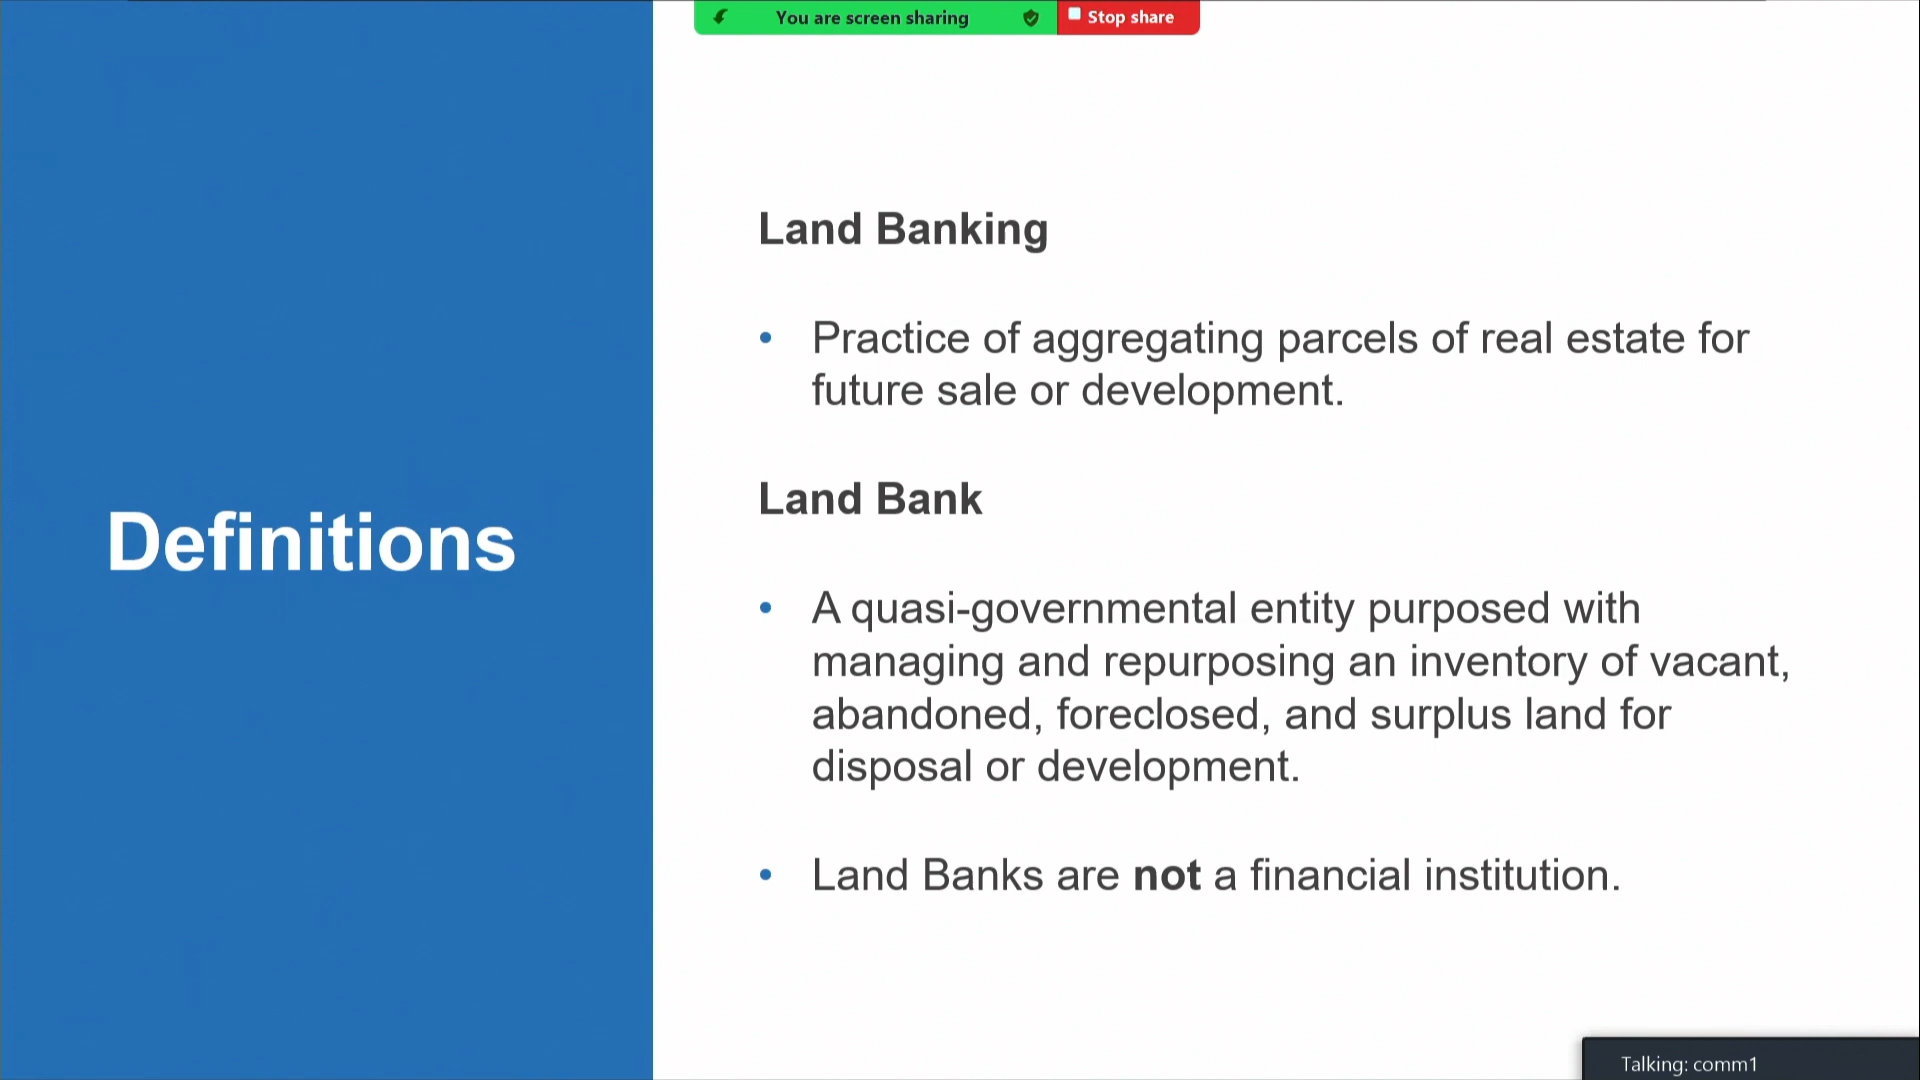 You are screen sharing
Stop share
Definitions
Land Banking
• Practice of aggregating parcels of real estate for
future sale or development.
Land Bank
• A quasi-governmental entity purposed with
managing and repurposing an inventory of vacant,
abandoned, foreclosed, and surplus land for
disposal or development.
• Land Banks are not a financial institution.
Talking: comm1